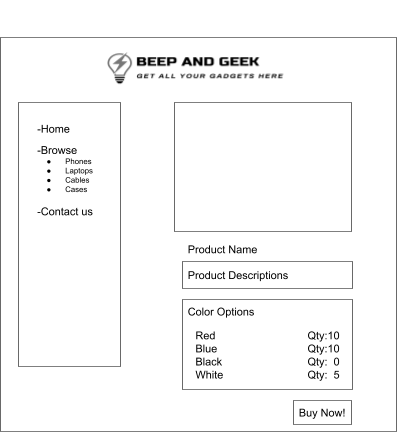 BEEP AND GEEK
GET ALL YOUR GADGETS HERE
-Home
-Browse
● Phones
● Laptops
● Cables
● Cases
-Contact us
Product Name
Product Descriptions
Color Options
Red Qty:10
Blue Qty:10
Black Qty: 0
White Qty: 5
Buy Now!